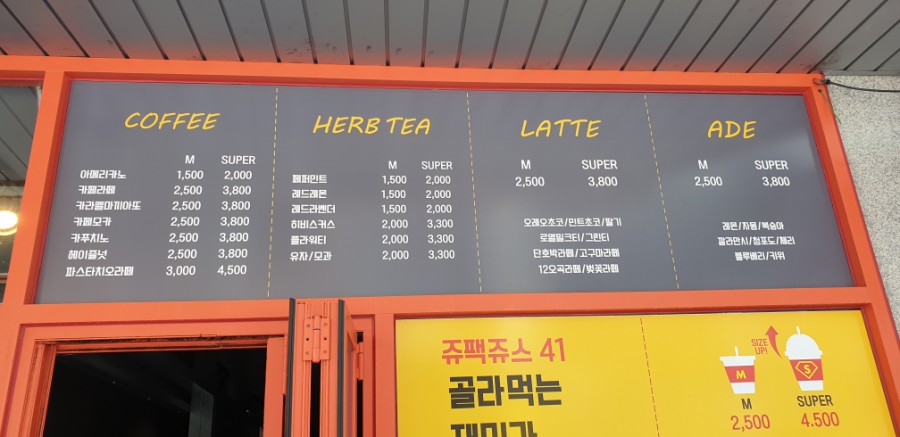 COFFEE
M SUPER
아메리카노 1,500 2,000
카페라떼 2,500 3,800
카라멜마끼아또 2,500 3,800
카페모카 2,500 3,800
카푸치노 2,500 3,800
헤이즐넛 2,500 3,800
파스타치오라떼 3,000 4,500
HERB TEA
M SUPER
페퍼민트 1,500 2,000
레드레몬 1,500 2,000
레드라벤더 1,500 2,000
히비스커스 2,000 3,300
플라워티 2,000 3,300
유자/모과 2,000 3,300
LATTE
M SUPER
2,500 3,800
오레오초코/민트초코/딸기
로열밀크티/그린티
단호박라떼/고구마라떼
12오곡라떼/벚꽃라떼
ADE
M SUPER
2,500 3,800
레몬/자몽/복숭아
깔라만시/청포도/체리
블루베리/키위
쥬팩쥬스 41
골라먹는
재미가
SIZE
UP!
M
S
M SUPER
2,500 4.500